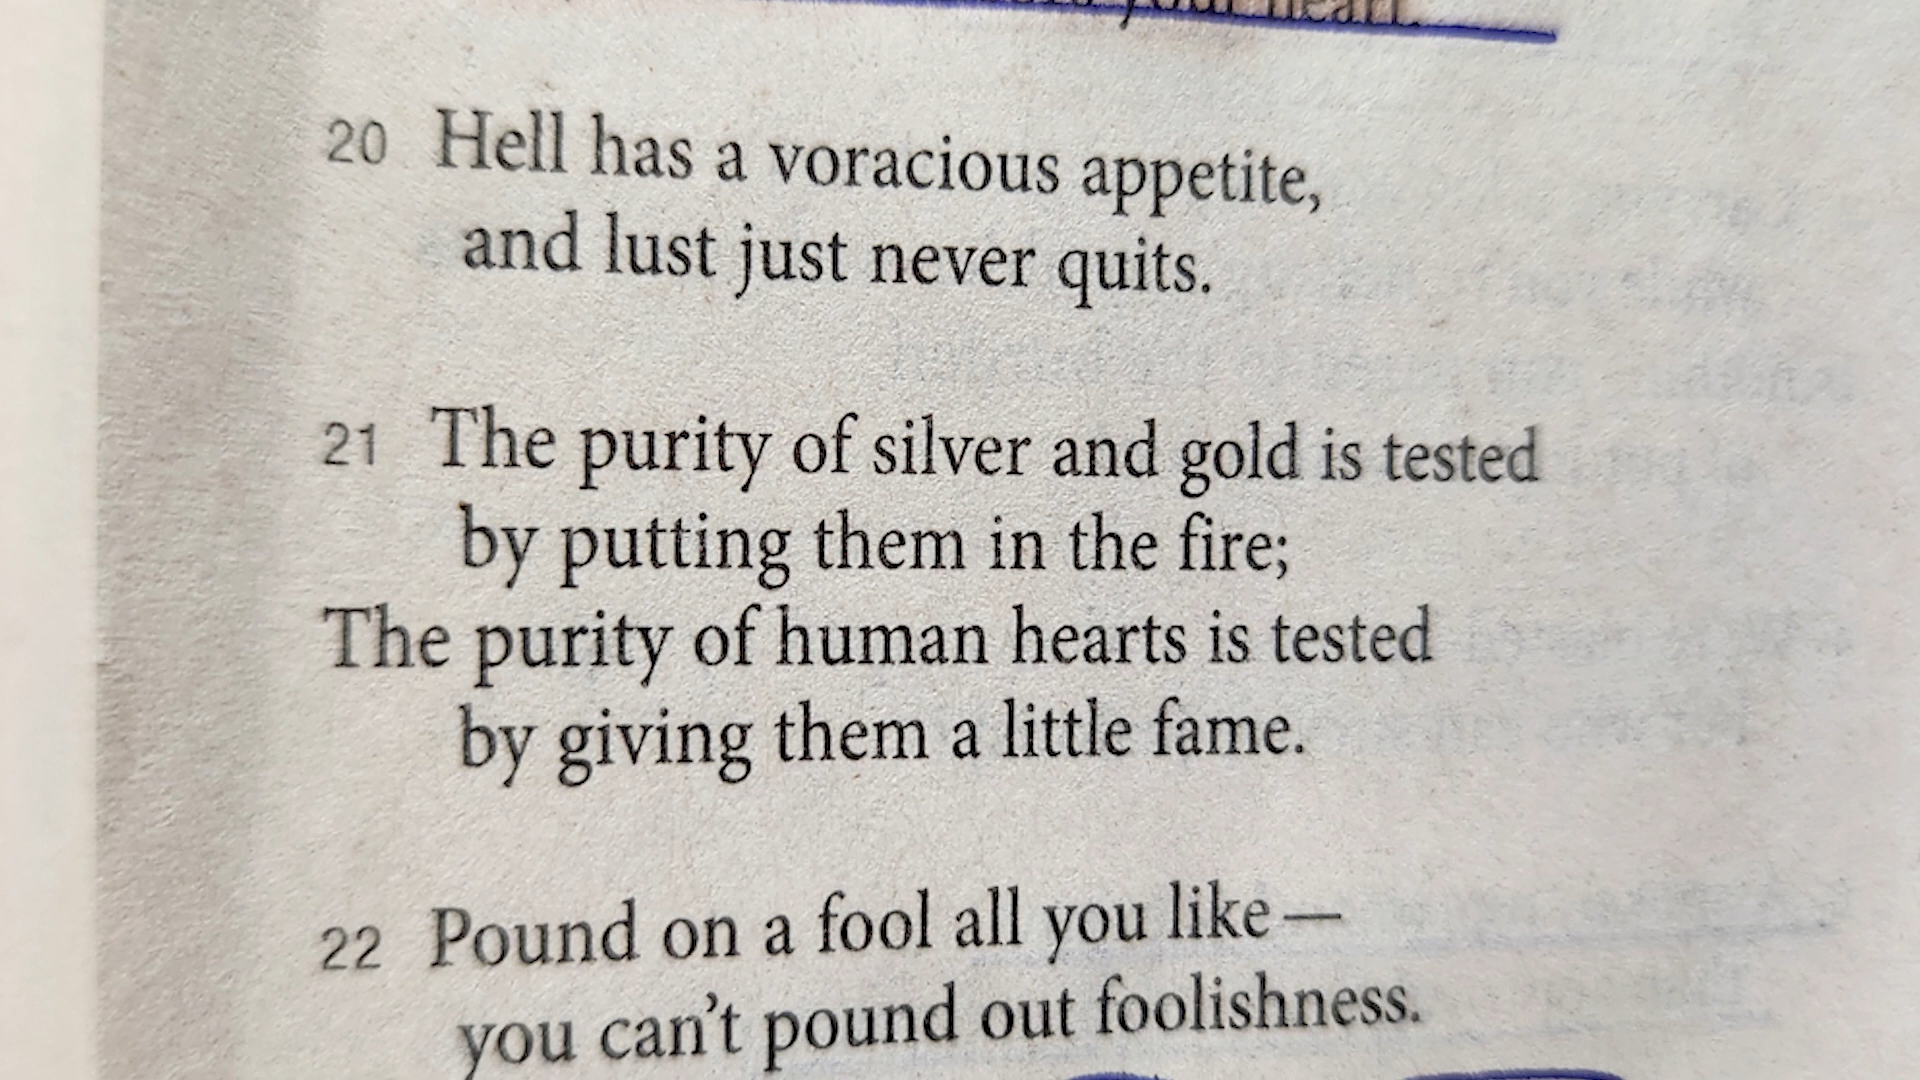 your heart.
20 Hell has a voracious appetite,
and lust just never quits.
21 The purity of silver and gold is tested
by putting them in the fire;
The purity of human hearts is tested
by giving them a little fame.
22 Pound on a fool all you like—
you can't pound out foolishness.